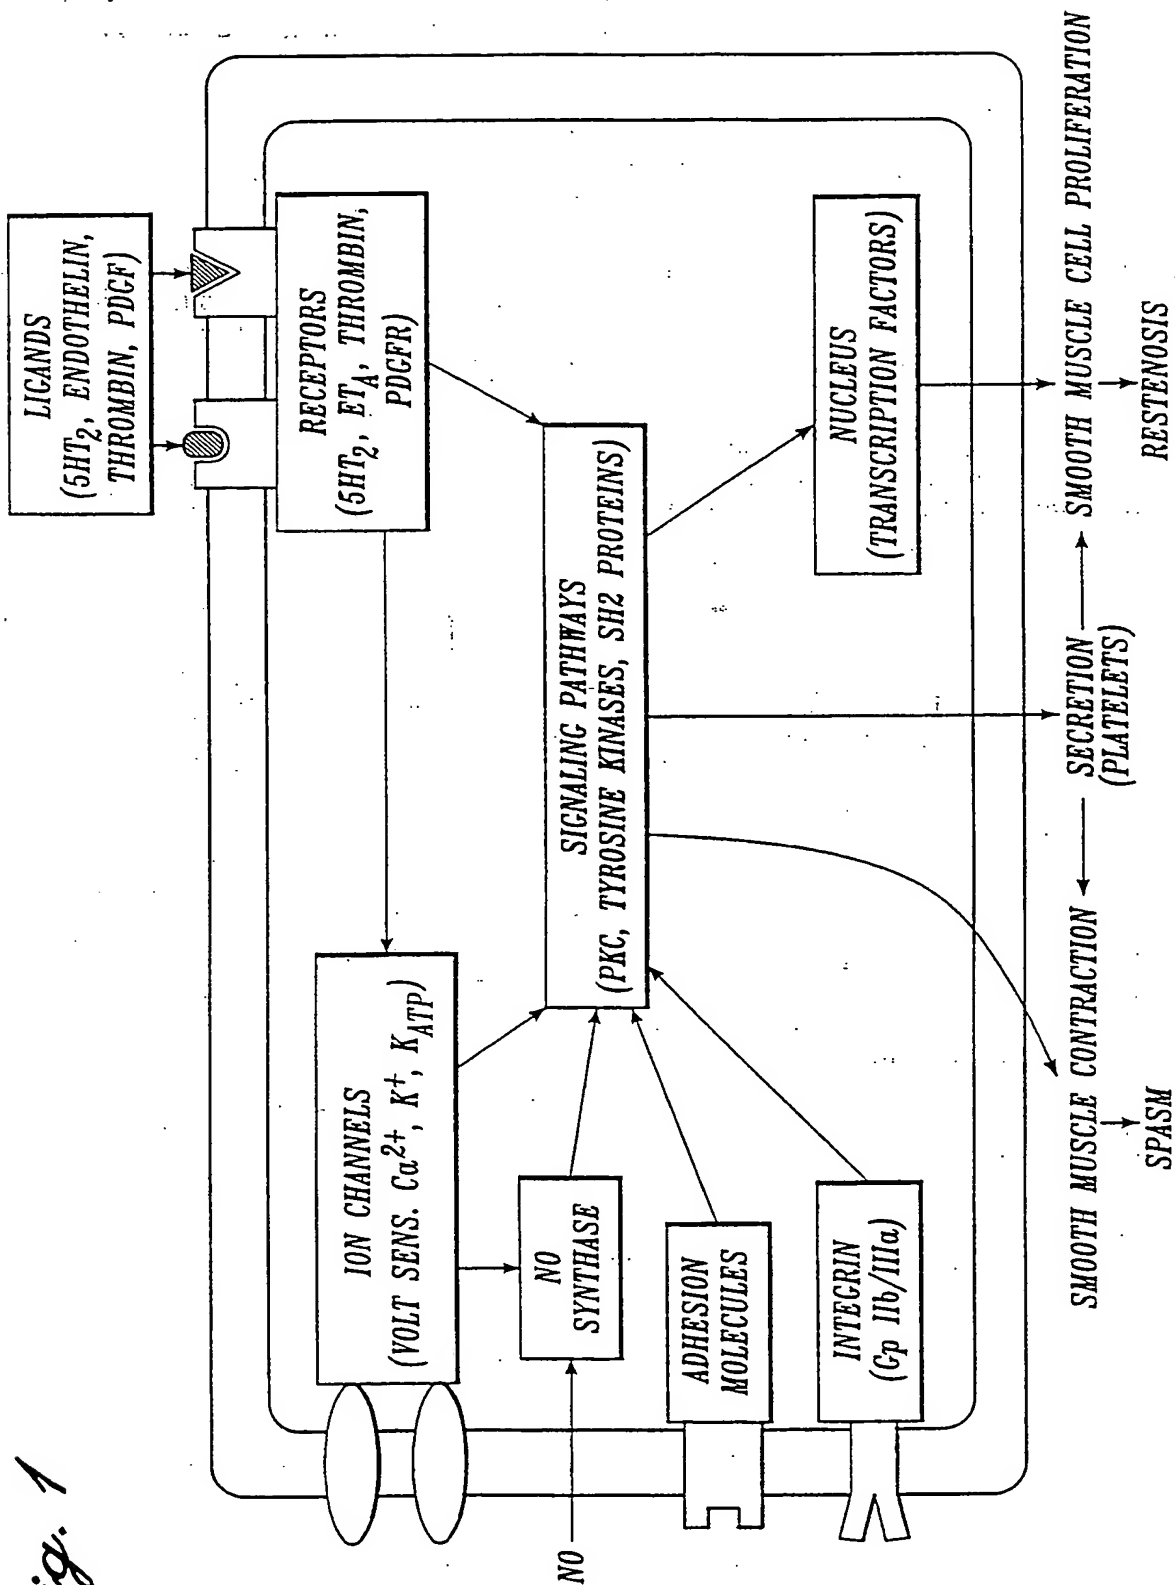 ig. 1
LIGANDS
(5HT2, ENDOTHELIN,
THROMBIN, PDGF)
RECEPTORS
(5HT2, ETA, THROMBIN,
PDGFR)
ION CHANNELS
(VOLT SENS. Ca2+, K+, KATP)
NO
NO
SYNTHASE
SIGNALING PATHWAYS
(PKC, TYROSINE KINASES, SH2 PROTEINS)
ADHESION
MOLECULES
INTEGRIN
(Gp IIb/IIIa)
NUCLEUS
(TRANSCRIPTION FACTORS)
SMOOTH MUSCLE CONTRACTION
SECRETION
(PLATELETS)
SMOOTH MUSCLE CELL PROLIFERATION
SPASM
RESTENOSIS